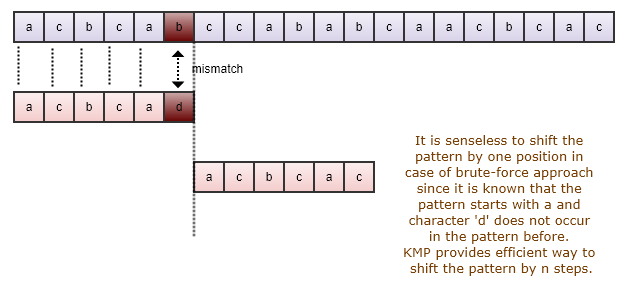 a c b c a b c c a b a b c a a c b c a c
mismatch
a c b c a d
a c b c a c
It is senseless to shift the
pattern by one position in
case of brute-force approach
since it is known that the
pattern starts with a and
character 'd' does not occur
in the pattern before.
KMP provides efficient way to
shift the pattern by n steps.